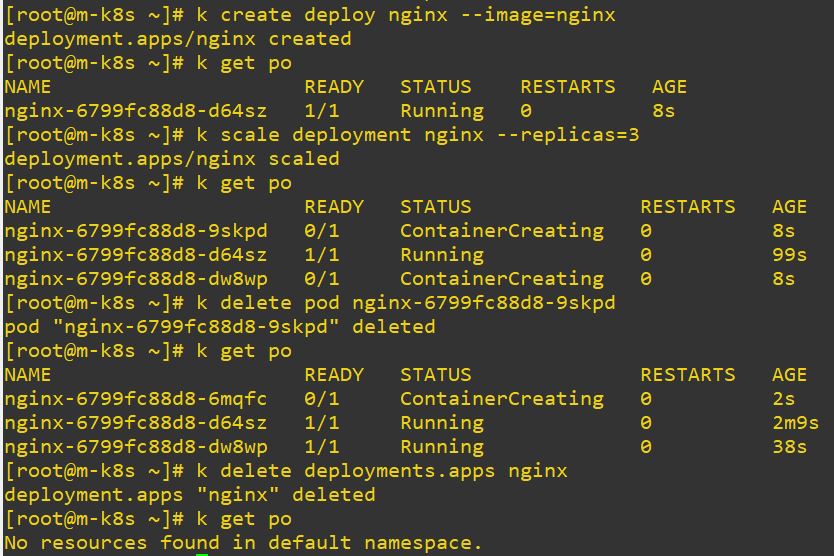 [root@m-k8s ~]# k create deploy nginx --image=nginx
deployment.apps/nginx created
[root@m-k8s ~]# k get po
NAME                     READY   STATUS    RESTARTS   AGE
nginx-6799fc88d8-d64sz   1/1     Running   0          8s
[root@m-k8s ~]# k scale deployment nginx --replicas=3
deployment.apps/nginx scaled
[root@m-k8s ~]# k get po
NAME                     READY   STATUS              RESTARTS   AGE
nginx-6799fc88d8-9skpd   0/1     ContainerCreating   0          8s
nginx-6799fc88d8-d64sz   1/1     Running             0          99s
nginx-6799fc88d8-dw8wp   0/1     ContainerCreating   0          8s
[root@m-k8s ~]# k delete pod nginx-6799fc88d8-9skpd
pod "nginx-6799fc88d8-9skpd" deleted
[root@m-k8s ~]# k get po
NAME                     READY   STATUS              RESTARTS   AGE
nginx-6799fc88d8-6mqfc   0/1     ContainerCreating   0          2s
nginx-6799fc88d8-d64sz   1/1     Running             0          2m9s
nginx-6799fc88d8-dw8wp   1/1     Running             0          38s
[root@m-k8s ~]# k delete deployments.apps nginx
deployment.apps "nginx" deleted
[root@m-k8s ~]# k get po
No resources found in default namespace.